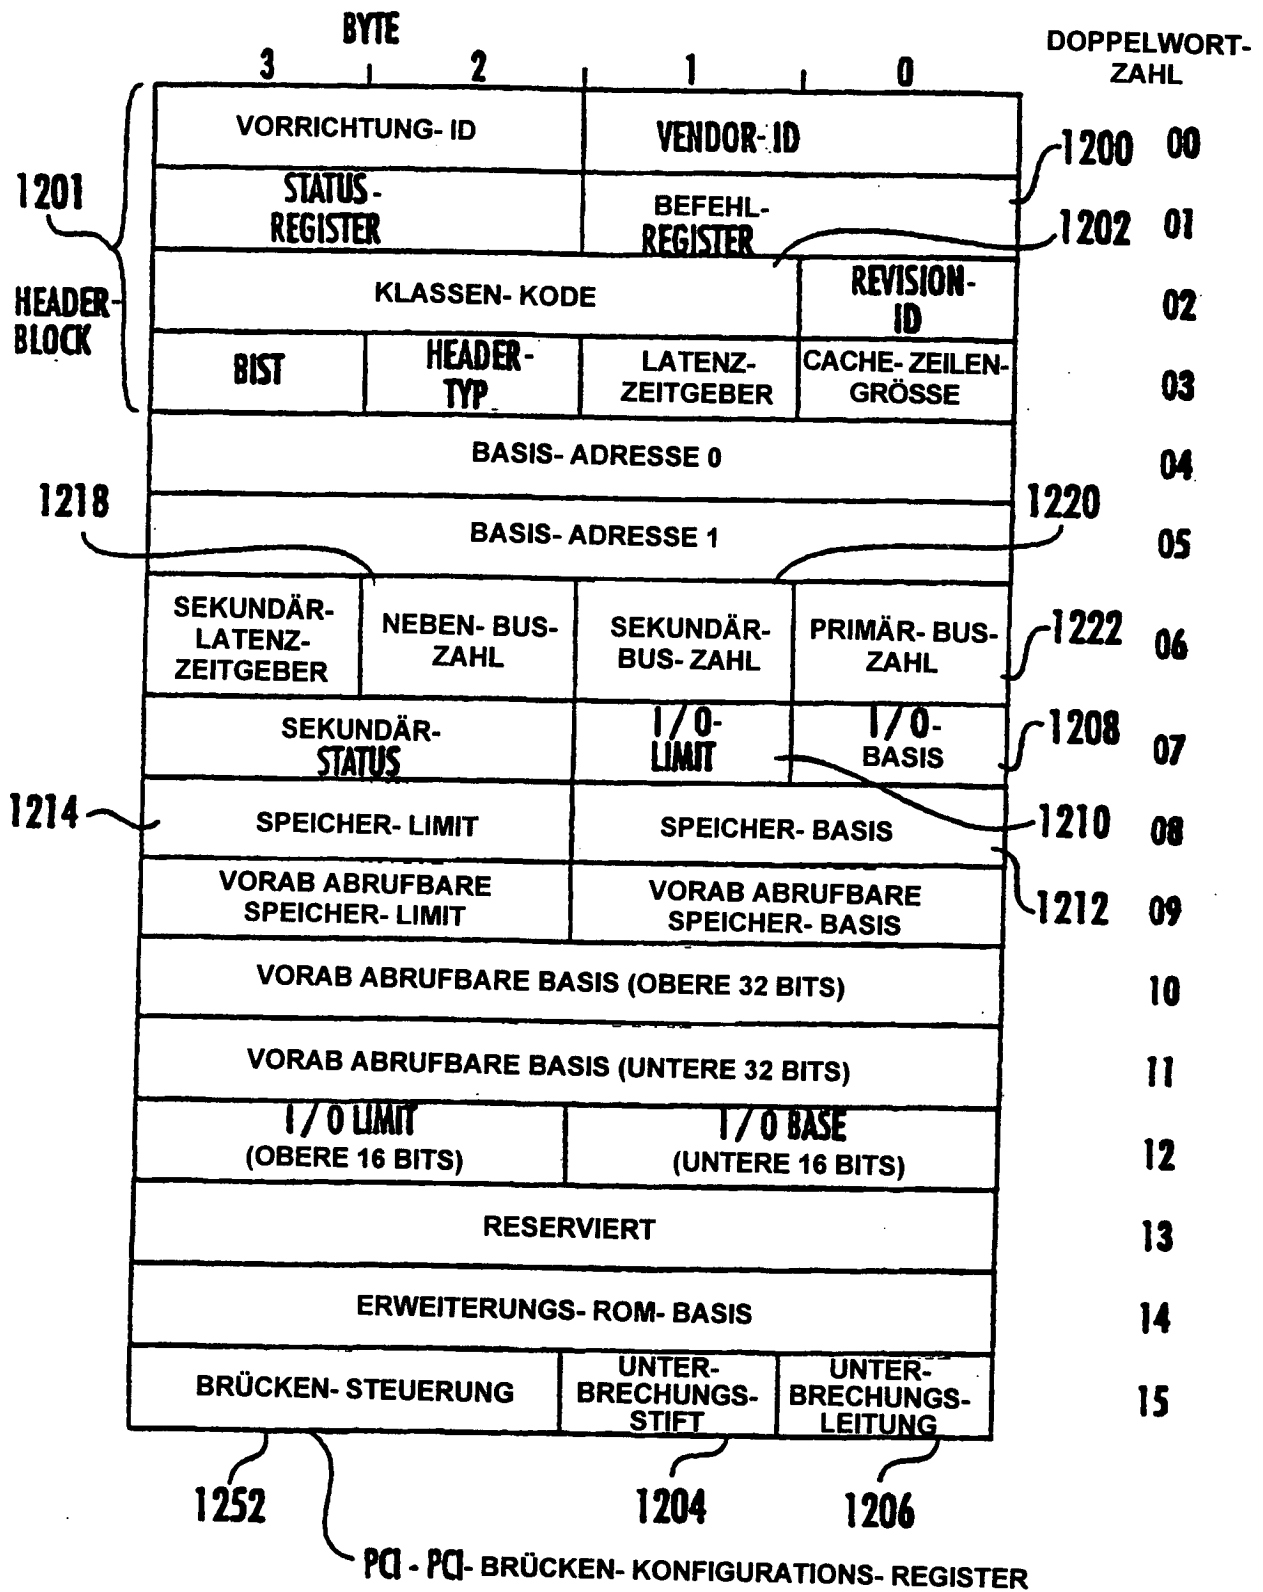 BYTE
DOPPELWORT-
ZAHL
3 2 1 0
VORRICHTUNG- ID
VENDOR- ID
1200 00
1201
STATUS-
REGISTER
BEFEHL-
REGISTER
1202 01
HEADER-
BLOCK
KLASSEN- KODE
REVISION-
ID
02
BIST
HEADER-
TYP
LATENZ-
ZEITGEBER
CACHE- ZEILEN-
GRÖSSE
03
BASIS- ADRESSE 0
04
1218
1220
BASIS- ADRESSE 1
05
SEKUNDÄR-
LATENZ-
ZEITGEBER
NEBEN- BUS-
ZAHL
SEKUNDÄR-
BUS- ZAHL
PRIMÄR- BUS-
ZAHL
1222 06
SEKUNDÄR-
STATUS
I/O-
LIMIT
I/O-
BASIS
1208 07
1214
SPEICHER- LIMIT
SPEICHER- BASIS
1210 08
VORAB ABRUFBARE
SPEICHER- LIMIT
VORAB ABRUFBARE
SPEICHER- BASIS
1212 09
VORAB ABRUFBARE BASIS (OBERE 32 BITS)
10
VORAB ABRUFBARE BASIS (UNTERE 32 BITS)
11
I/O LIMIT
(OBERE 16 BITS)
I/O BASE
(UNTERE 16 BITS)
12
RESERVIERT
13
ERWEITERUNGS- ROM- BASIS
14
BRÜCKEN- STEUERUNG
UNTER-
BRECHUNGS-
STIFT
UNTER-
BRECHUNGS-
LEITUNG
15
1252
1204
1206
PCI - PCI- BRÜCKEN- KONFIGURATIONS- REGISTER